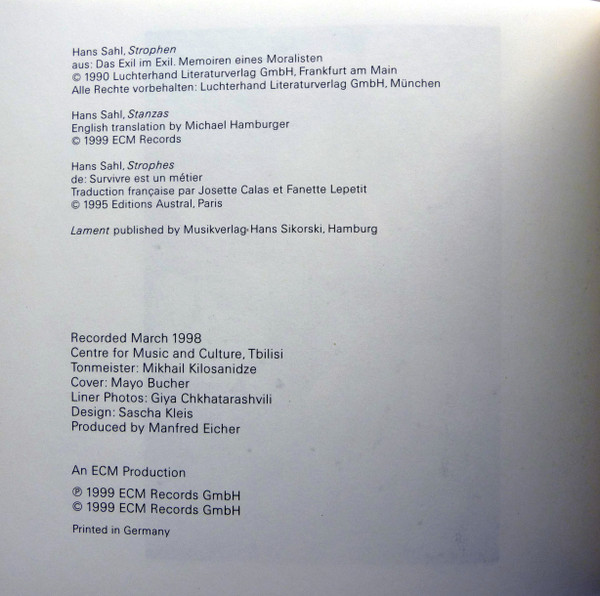 Hans Sahl, Strophen
aus: Das Exil im Exil. Memoiren eines Moralisten
© 1990 Luchterhand Literaturverlag GmbH, Frankfurt am Main
Alle Rechte vorbehalten: Luchterhand Literaturverlag GmbH, München
Hans Sahl, Stanzas
English translation by Michael Hamburger
© 1999 ECM Records
Hans Sahl, Strophes
de: Survivre est un métier
Traduction française par Josette Calas et Fanette Lepetit
© 1995 Editions Austral, Paris
Lament published by Musikverlag Hans Sikorski, Hamburg
Recorded March 1998
Centre for Music and Culture, Tbilisi
Tonmeister: Mikhail Kilosanidze
Cover: Mayo Bucher
Liner Photos: Giya Chkhatarashvili
Design: Sascha Kleis
Produced by Manfred Eicher
An ECM Production
℗ 1999 ECM Records GmbH
© 1999 ECM Records GmbH
Printed in Germany